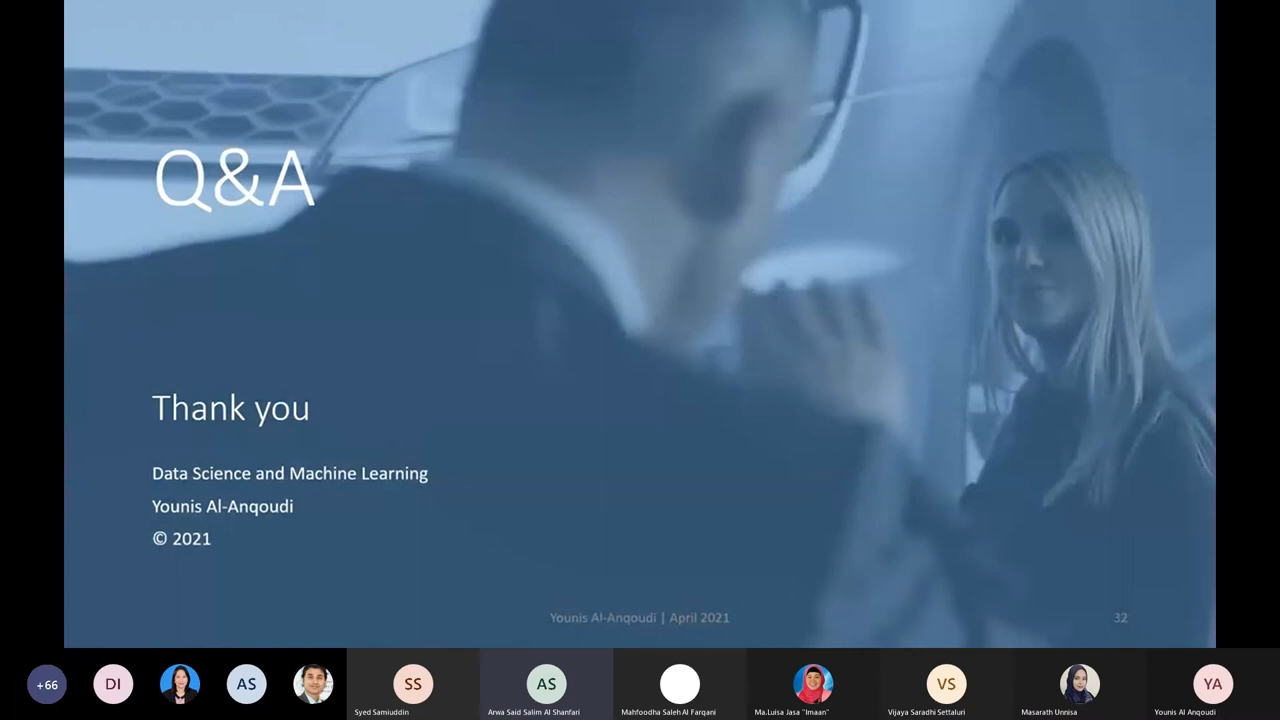 Q&A
Thank you
Data Science and Machine Learning
Younis Al-Anqoudi
© 2021
Younis Al-Anqoudi | April 2021
32
+66
DI
AS
SS
AS
VS
YA
Syed Samiuddin
Arwa Said Salim Al Shanfari
Mahfoodha Saleh Al Farqani
Ma.Luisa Jasa "Imaan"
Vijaya Saradhi Settaluri
Masarath Unnisa
Younis Al Anqoudi